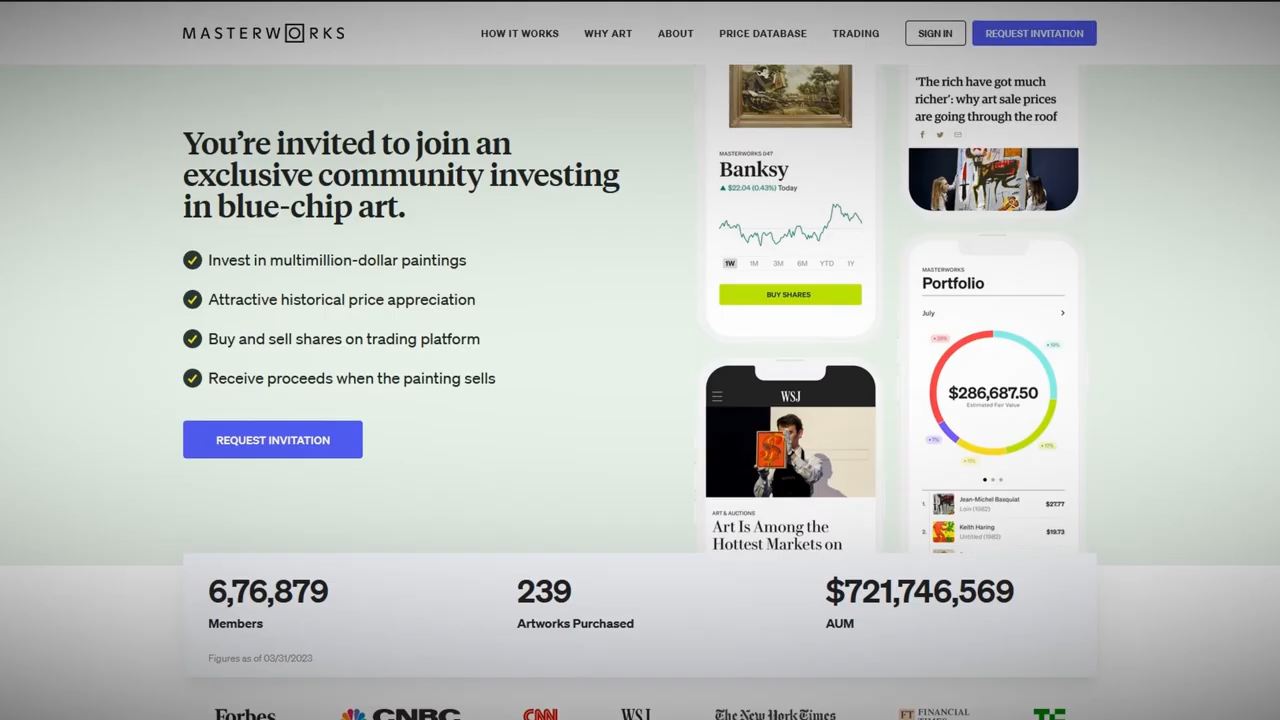 MASTERWORKS
HOW IT WORKS
WHY ART
ABOUT
PRICE DATABASE
TRADING
SIGN IN
REQUEST INVITATION
You’re invited to join an
exclusive community investing
in blue-chip art.
Invest in multimillion-dollar paintings
Attractive historical price appreciation
Buy and sell shares on trading platform
Receive proceeds when the painting sells
REQUEST INVITATION
MASTERWORKS 047
Banksy
▲ $22.04 (0.43%) Today
1W 1M 3M 6M YTD 1Y
BUY SHARES
WSJ
ART & AUCTIONS
Art Is Among the
Hottest Markets on
‘The rich have got much
richer’: why art sale prices
are going through the roof
MASTERWORKS
Portfolio
July
$286,687.50
Estimated Fair Value
1. Jean-Michel Basquiat $27.77
Loin (1982)
2. Keith Haring $19.73
Untitled (1982)
6,76,879
Members
239
Artworks Purchased
$721,746,569
AUM
Figures as of 03/31/2023
Forbes
CNBC
CNN
WSJ
The New York Times
FT FINANCIAL
TIMES